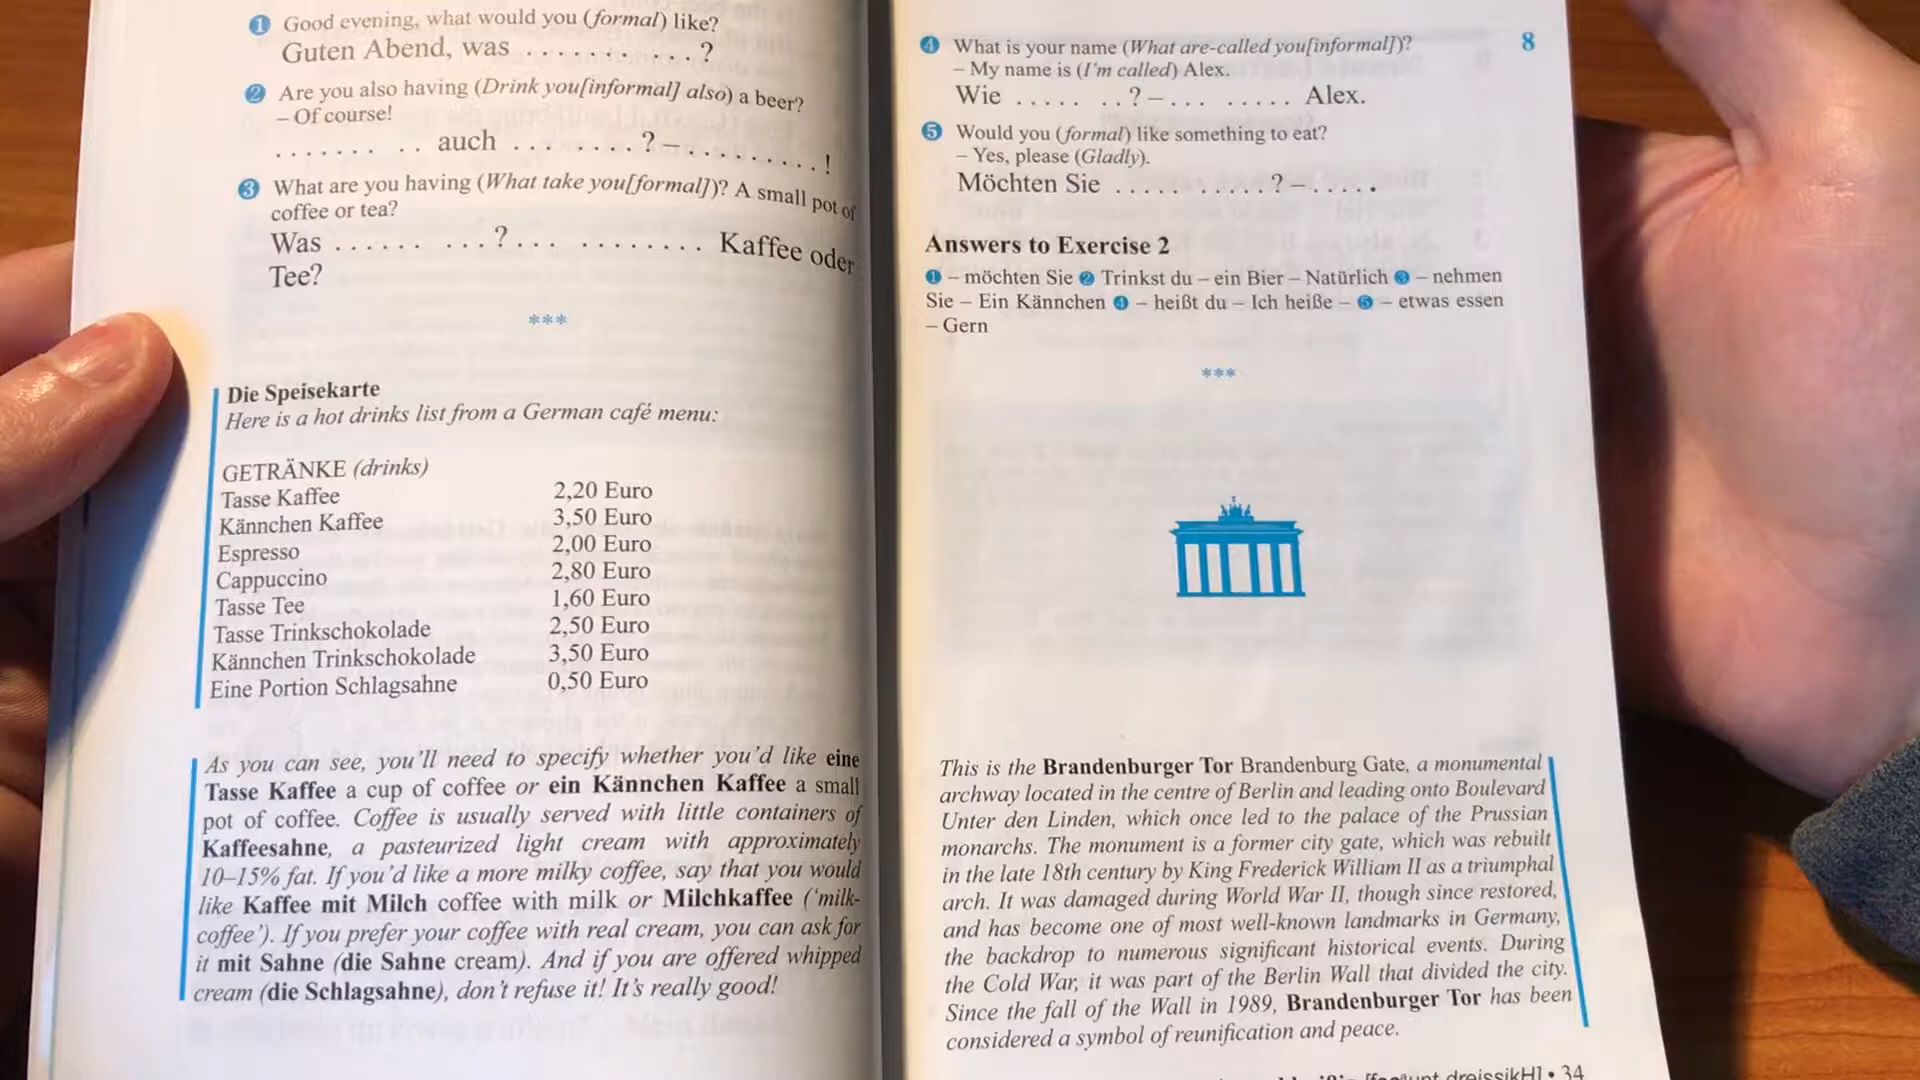 1 Good evening, what would you (formal) like?
Guten Abend, was . . . . . . . . . . . ?
2 Are you also having (Drink you[informal] also) a beer?
– Of course!
. . . . . . . . . auch . . . . . . . ? – . . . . . . . . . !
3 What are you having (What take you[formal])? A small pot of
coffee or tea?
Was . . . . . . . . . ? . . . . . . . . . . . Kaffee oder
Tee?
***
Die Speisekarte
Here is a hot drinks list from a German café menu:
GETRÄNKE (drinks)
Tasse Kaffee 2,20 Euro
Kännchen Kaffee 3,50 Euro
Espresso 2,00 Euro
Cappuccino 2,80 Euro
Tasse Tee 1,60 Euro
Tasse Trinkschokolade 2,50 Euro
Kännchen Trinkschokolade 3,50 Euro
Eine Portion Schlagsahne 0,50 Euro
As you can see, you’ll need to specify whether you’d like eine
Tasse Kaffee a cup of coffee or ein Kännchen Kaffee a small
pot of coffee. Coffee is usually served with little containers of
Kaffeesahne, a pasteurized light cream with approximately
10–15% fat. If you’d like a more milky coffee, say that you would
like Kaffee mit Milch coffee with milk or Milchkaffee (‘milk-
coffee’). If you prefer your coffee with real cream, you can ask for
it mit Sahne (die Sahne cream). And if you are offered whipped
cream (die Schlagsahne), don’t refuse it! It’s really good!
8
4 What is your name (What are-called you[informal])?
– My name is (I’m called) Alex.
Wie . . . . . . . ? – . . . . . . . . Alex.
5 Would you (formal) like something to eat?
– Yes, please (Gladly).
Möchten Sie . . . . . . . . . . . ? – . . . . .
Answers to Exercise 2
1 – möchten Sie 2 Trinkst du – ein Bier – Natürlich 3 – nehmen
Sie – Ein Kännchen 4 – heißt du – Ich heiße – 5 – etwas essen
– Gern
***
This is the Brandenburger Tor Brandenburg Gate, a monumental
archway located in the centre of Berlin and leading onto Boulevard
Unter den Linden, which once led to the palace of the Prussian
monarchs. The monument is a former city gate, which was rebuilt
in the late 18th century by King Frederick William II as a triumphal
arch. It was damaged during World War II, though since restored,
and has become one of most well-known landmarks in Germany,
the backdrop to numerous significant historical events. During
the Cold War, it was part of the Berlin Wall that divided the city.
Since the fall of the Wall in 1989, Brandenburger Tor has been
considered a symbol of reunification and peace.
• 34